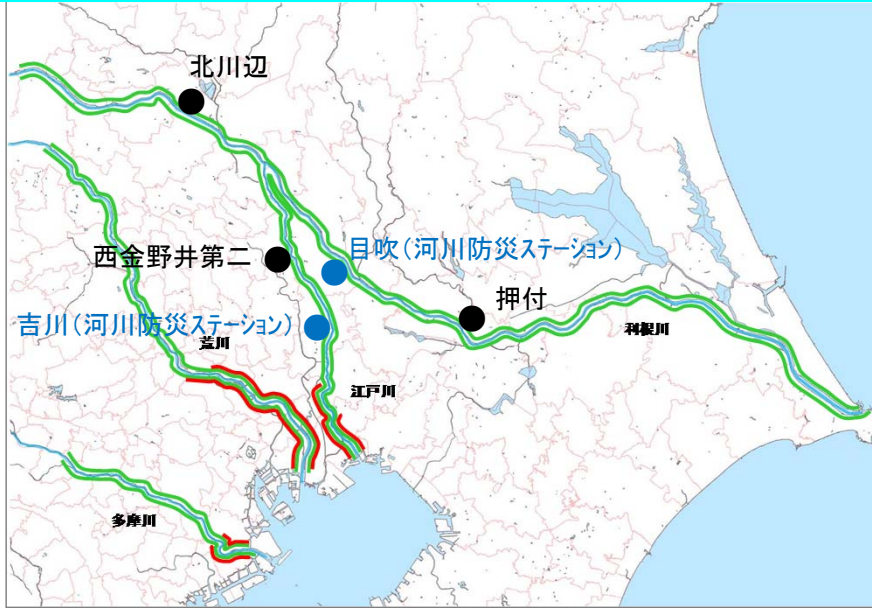 北川辺
西金野井第二
目吹（河川防災ステーション）
押付
吉川（河川防災ステーション）
荒川
利根川
江戸川
多摩川